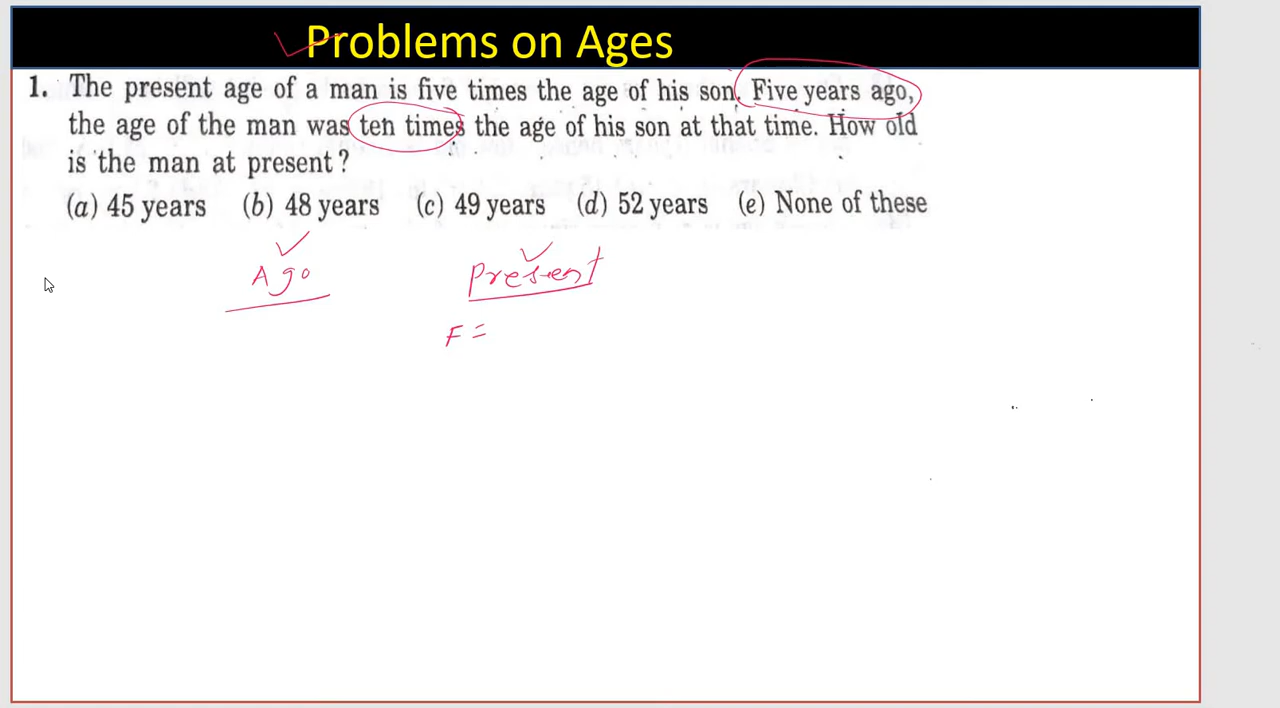 Problems on Ages
1. The present age of a man is five times the age of his son. Five years ago,
the age of the man was ten times the age of his son at that time. How old
is the man at present?
(a) 45 years (b) 48 years (c) 49 years (d) 52 years (e) None of these
Ago Present
F =